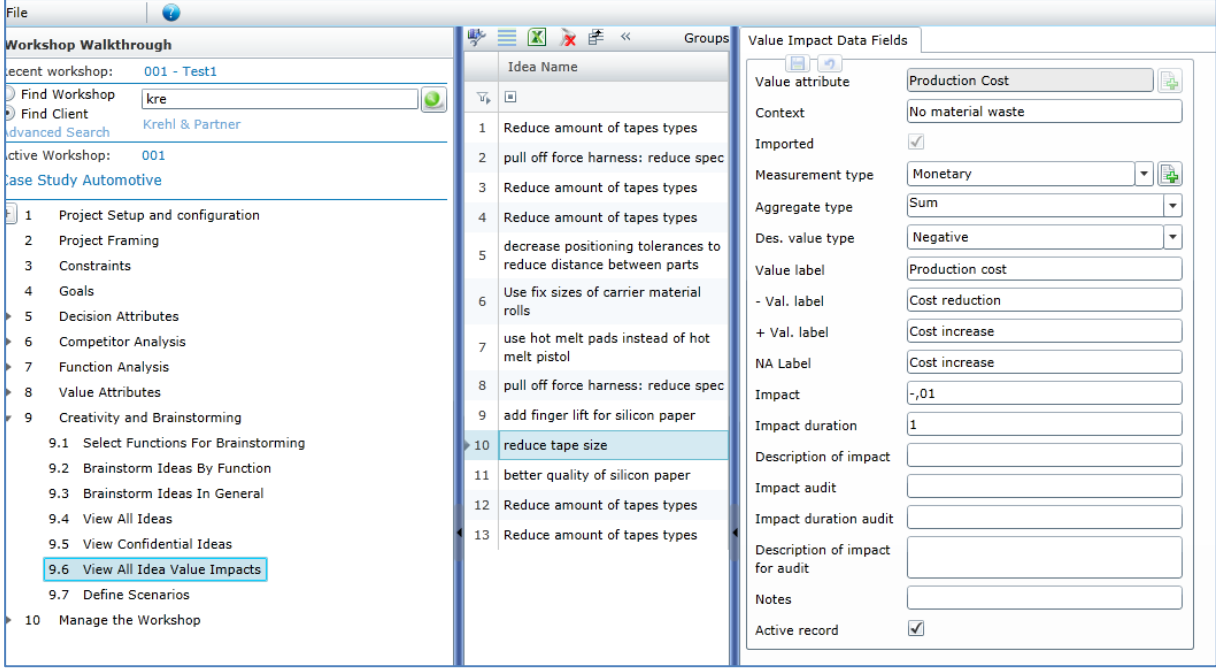 File
?
Workshop Walkthrough
Recent workshop: 001 - Test1
Find Workshop
kre
Find Client
Advanced Search
Krehl & Partner
Active Workshop: 001
Case Study Automotive
1 Project Setup and configuration
2 Project Framing
3 Constraints
4 Goals
5 Decision Attributes
6 Competitor Analysis
7 Function Analysis
8 Value Attributes
9 Creativity and Brainstorming
9.1 Select Functions For Brainstorming
9.2 Brainstorm Ideas By Function
9.3 Brainstorm Ideas In General
9.4 View All Ideas
9.5 View Confidential Ideas
9.6 View All Idea Value Impacts
9.7 Define Scenarios
10 Manage the Workshop
« Groups
Idea Name
1 Reduce amount of tapes types
2 pull off force harness: reduce spec
3 Reduce amount of tapes types
4 Reduce amount of tapes types
5 decrease positioning tolerances to
reduce distance between parts
6 Use fix sizes of carrier material
rolls
7 use hot melt pads instead of hot
melt pistol
8 pull off force harness: reduce spec
9 add finger lift for silicon paper
10 reduce tape size
11 better quality of silicon paper
12 Reduce amount of tapes types
13 Reduce amount of tapes types
Value Impact Data Fields
Value attribute Production Cost
Context No material waste
Imported
Measurement type Monetary
Aggregate type Sum
Des. value type Negative
Value label Production cost
- Val. label Cost reduction
+ Val. label Cost increase
NA Label Cost increase
Impact -,01
Impact duration 1
Description of impact
Impact audit
Impact duration audit
Description of impact
for audit
Notes
Active record